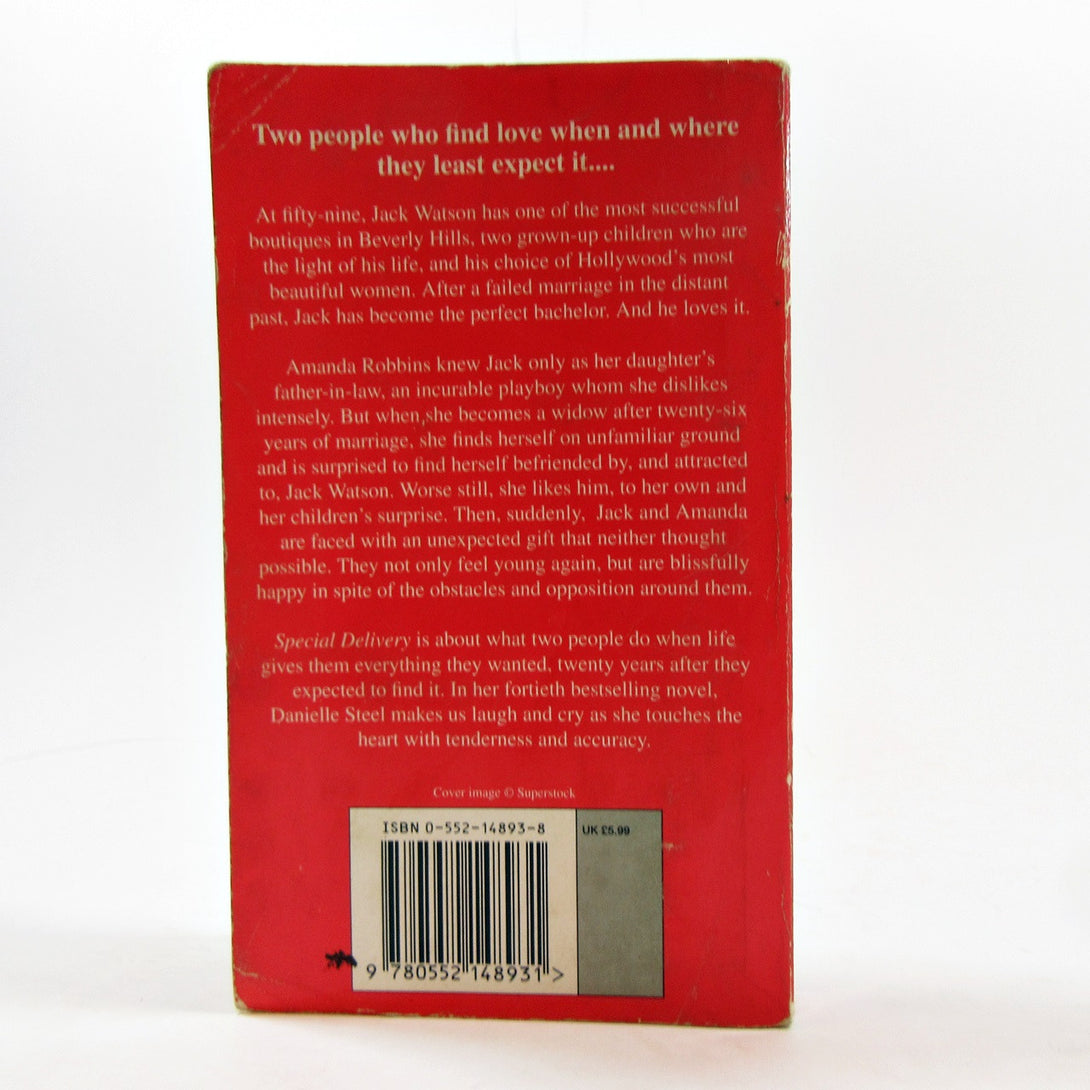 Two people who find love when and where
they least expect it....
At fifty-nine, Jack Watson has one of the most successful
boutiques in Beverly Hills, two grown-up children who are
the light of his life, and his choice of Hollywood's most
beautiful women. After a failed marriage in the distant
past, Jack has become the perfect bachelor. And he loves it.
Amanda Robbins knew Jack only as her daughter's
father-in-law, an incurable playboy whom she dislikes
intensely. But when she becomes a widow after twenty-six
years of marriage, she finds herself on unfamiliar ground
and is surprised to find herself befriended by, and attracted
to, Jack Watson. Worse still, she likes him, to her own and
her children's surprise. Then, suddenly, Jack and Amanda
are faced with an unexpected gift that neither thought
possible. They not only feel young again, but are blissfully
happy in spite of the obstacles and opposition around them.
Special Delivery is about what two people do when life
gives them everything they wanted, twenty years after they
expected to find it. In her fortieth bestselling novel,
Danielle Steel makes us laugh and cry as she touches the
heart with tenderness and accuracy.
Cover image © Superstock
ISBN 0-552-14893-8
UK £5.99
9 780552 148931 >